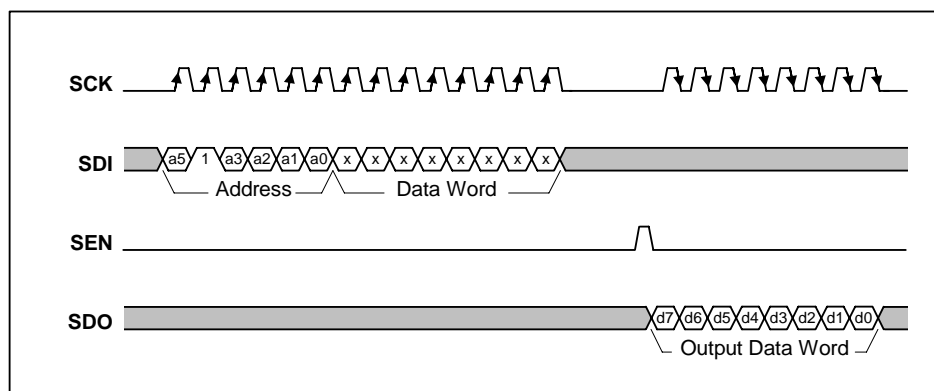 SCK
SDI a5 1 a3 a2 a1 a0 x x x x x x x x
Address Data Word
SEN
SDO d7 d6 d5 d4 d3 d2 d1 d0
Output Data Word